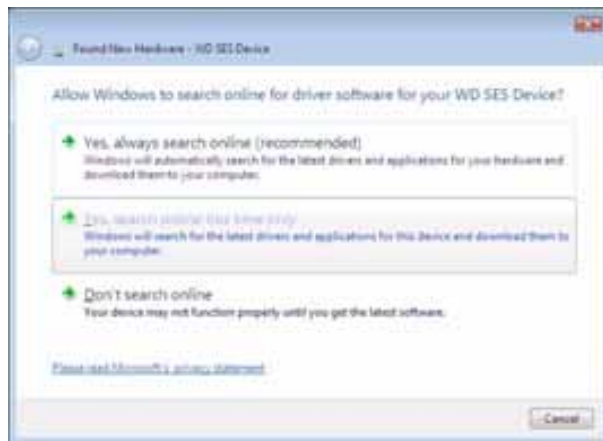 Found New Hardware - WD SES Device
Allow Windows to search online for driver software for your WD SES Device?
Yes, always search online (recommended)
Windows will automatically search for the latest drivers and applications for your hardware and
download them to your computer.
Yes, search online this time only
Windows will search for the latest drivers and applications for this device and download them to
your computer.
Don't search online
Your device may not function properly until you get the latest software.
Please read Microsoft's privacy statement
Cancel